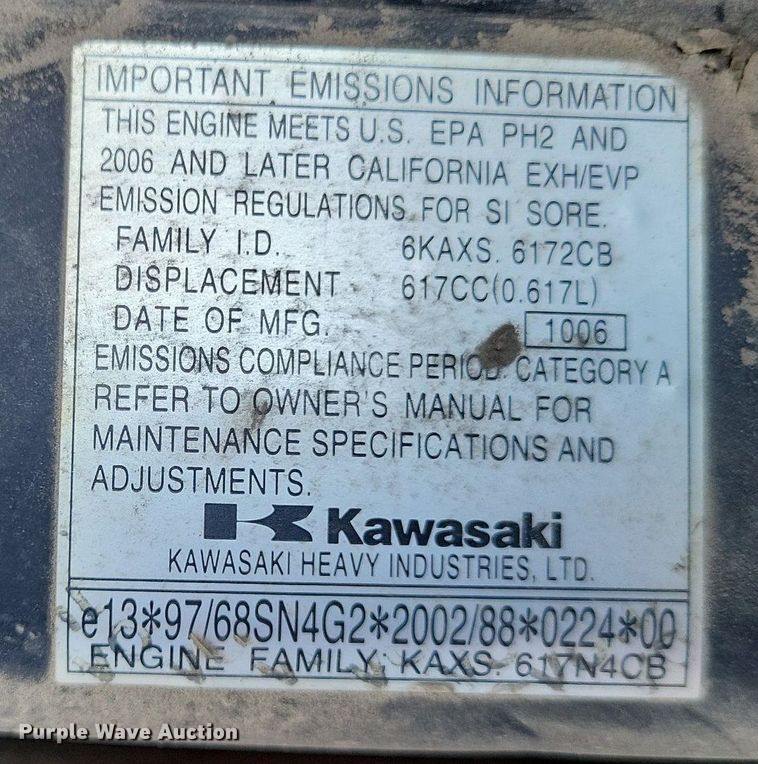 IMPORTANT EMISSIONS INFORMATION
THIS ENGINE MEETS U.S. EPA PH2 AND
2006 AND LATER CALIFORNIA EXH/EVP
EMISSION REGULATIONS FOR SI SORE.
FAMILY I.D. 6KAXS. 6172CB
DISPLACEMENT 617CC(0.617L)
DATE OF MFG. 1006
EMISSIONS COMPLIANCE PERIOD: CATEGORY A
REFER TO OWNER'S MANUAL FOR
MAINTENANCE SPECIFICATIONS AND
ADJUSTMENTS.
Kawasaki
KAWASAKI HEAVY INDUSTRIES, LTD.
e13*97/68SN4G2*2002/88*0224*00
ENGINE FAMILY: KAXS. 617N4CB
Purple Wave Auction